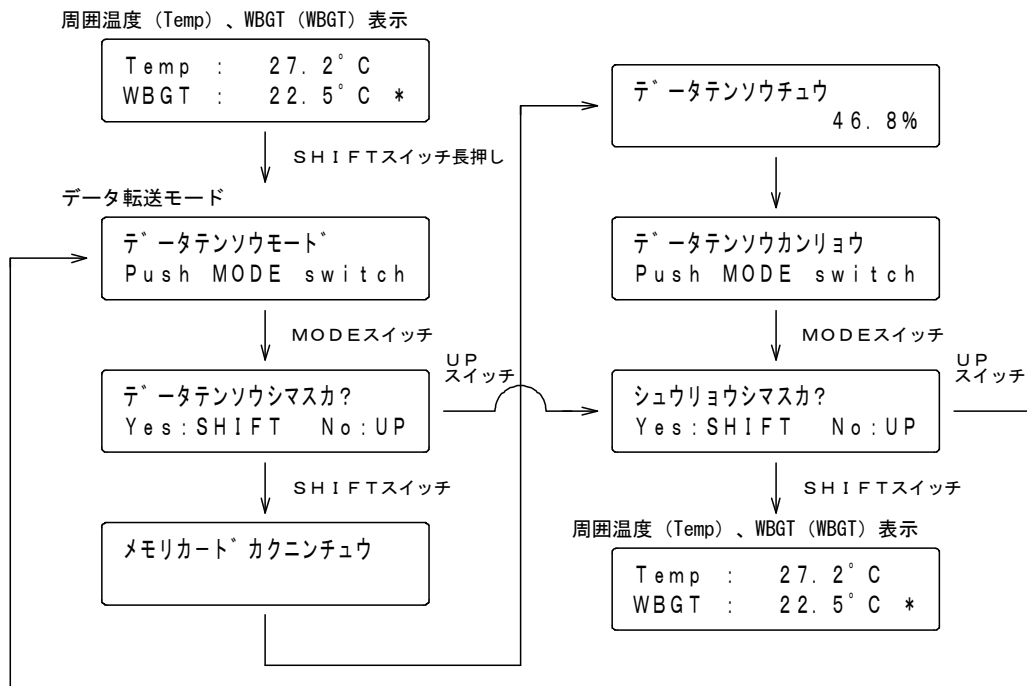 周囲温度（Temp）、WBGT（WBGT）表示
Temp : 27.2°C
WBGT : 22.5°C *
SHIFTスイッチ長押し
データ転送モード
デ゛ータテンソウモート゛
Push MODE switch
MODEスイッチ
デ゛ータテンソウシマスカ?
Yes:SHIFT No:UP
UP
スイッチ
SHIFTスイッチ
メモリカート゛カクニンチュウ
デ゛ータテンソウチュウ
46.8%
デ゛ータテンソウカンリョウ
Push MODE switch
MODEスイッチ
シュウリョウシマスカ?
Yes:SHIFT No:UP
UP
スイッチ
SHIFTスイッチ
周囲温度（Temp）、WBGT（WBGT）表示
Temp : 27.2°C
WBGT : 22.5°C *